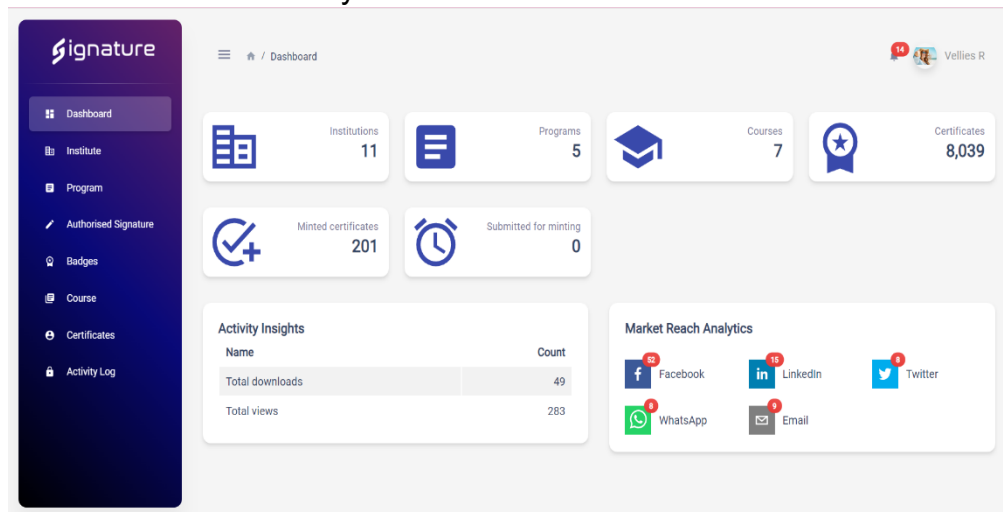 Signature
/ Dashboard
14
Vellies R
Dashboard
Institute
Program
Authorised Signature
Badges
Course
Certificates
Activity Log
Institutions
11
Programs
5
Courses
7
Certificates
8,039
Minted certificates
201
Submitted for minting
0
Activity Insights
Name Count
Total downloads 49
Total views 283
Market Reach Analytics
52
Facebook
15
LinkedIn
8
Twitter
8
WhatsApp
9
Email